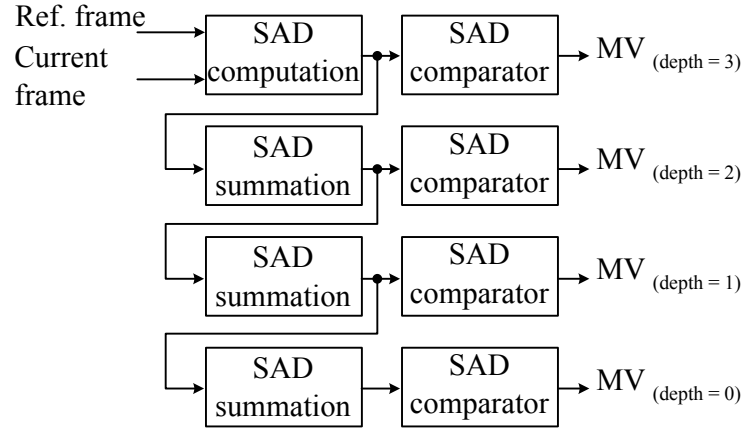 Ref. frame
Current
frame
SAD
computation
SAD
comparator
MV (depth = 3)
SAD
summation
SAD
comparator
MV (depth = 2)
SAD
summation
SAD
comparator
MV (depth = 1)
SAD
summation
SAD
comparator
MV (depth = 0)